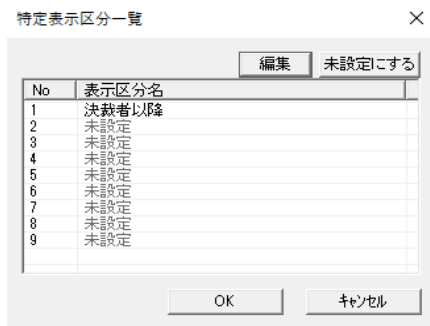 特定表示区分一覧
編集 未設定にする
No 表示区分名
1 決裁者以降
2 未設定
3 未設定
4 未設定
5 未設定
6 未設定
7 未設定
8 未設定
9 未設定
OK ｷｬﾝｾﾙ